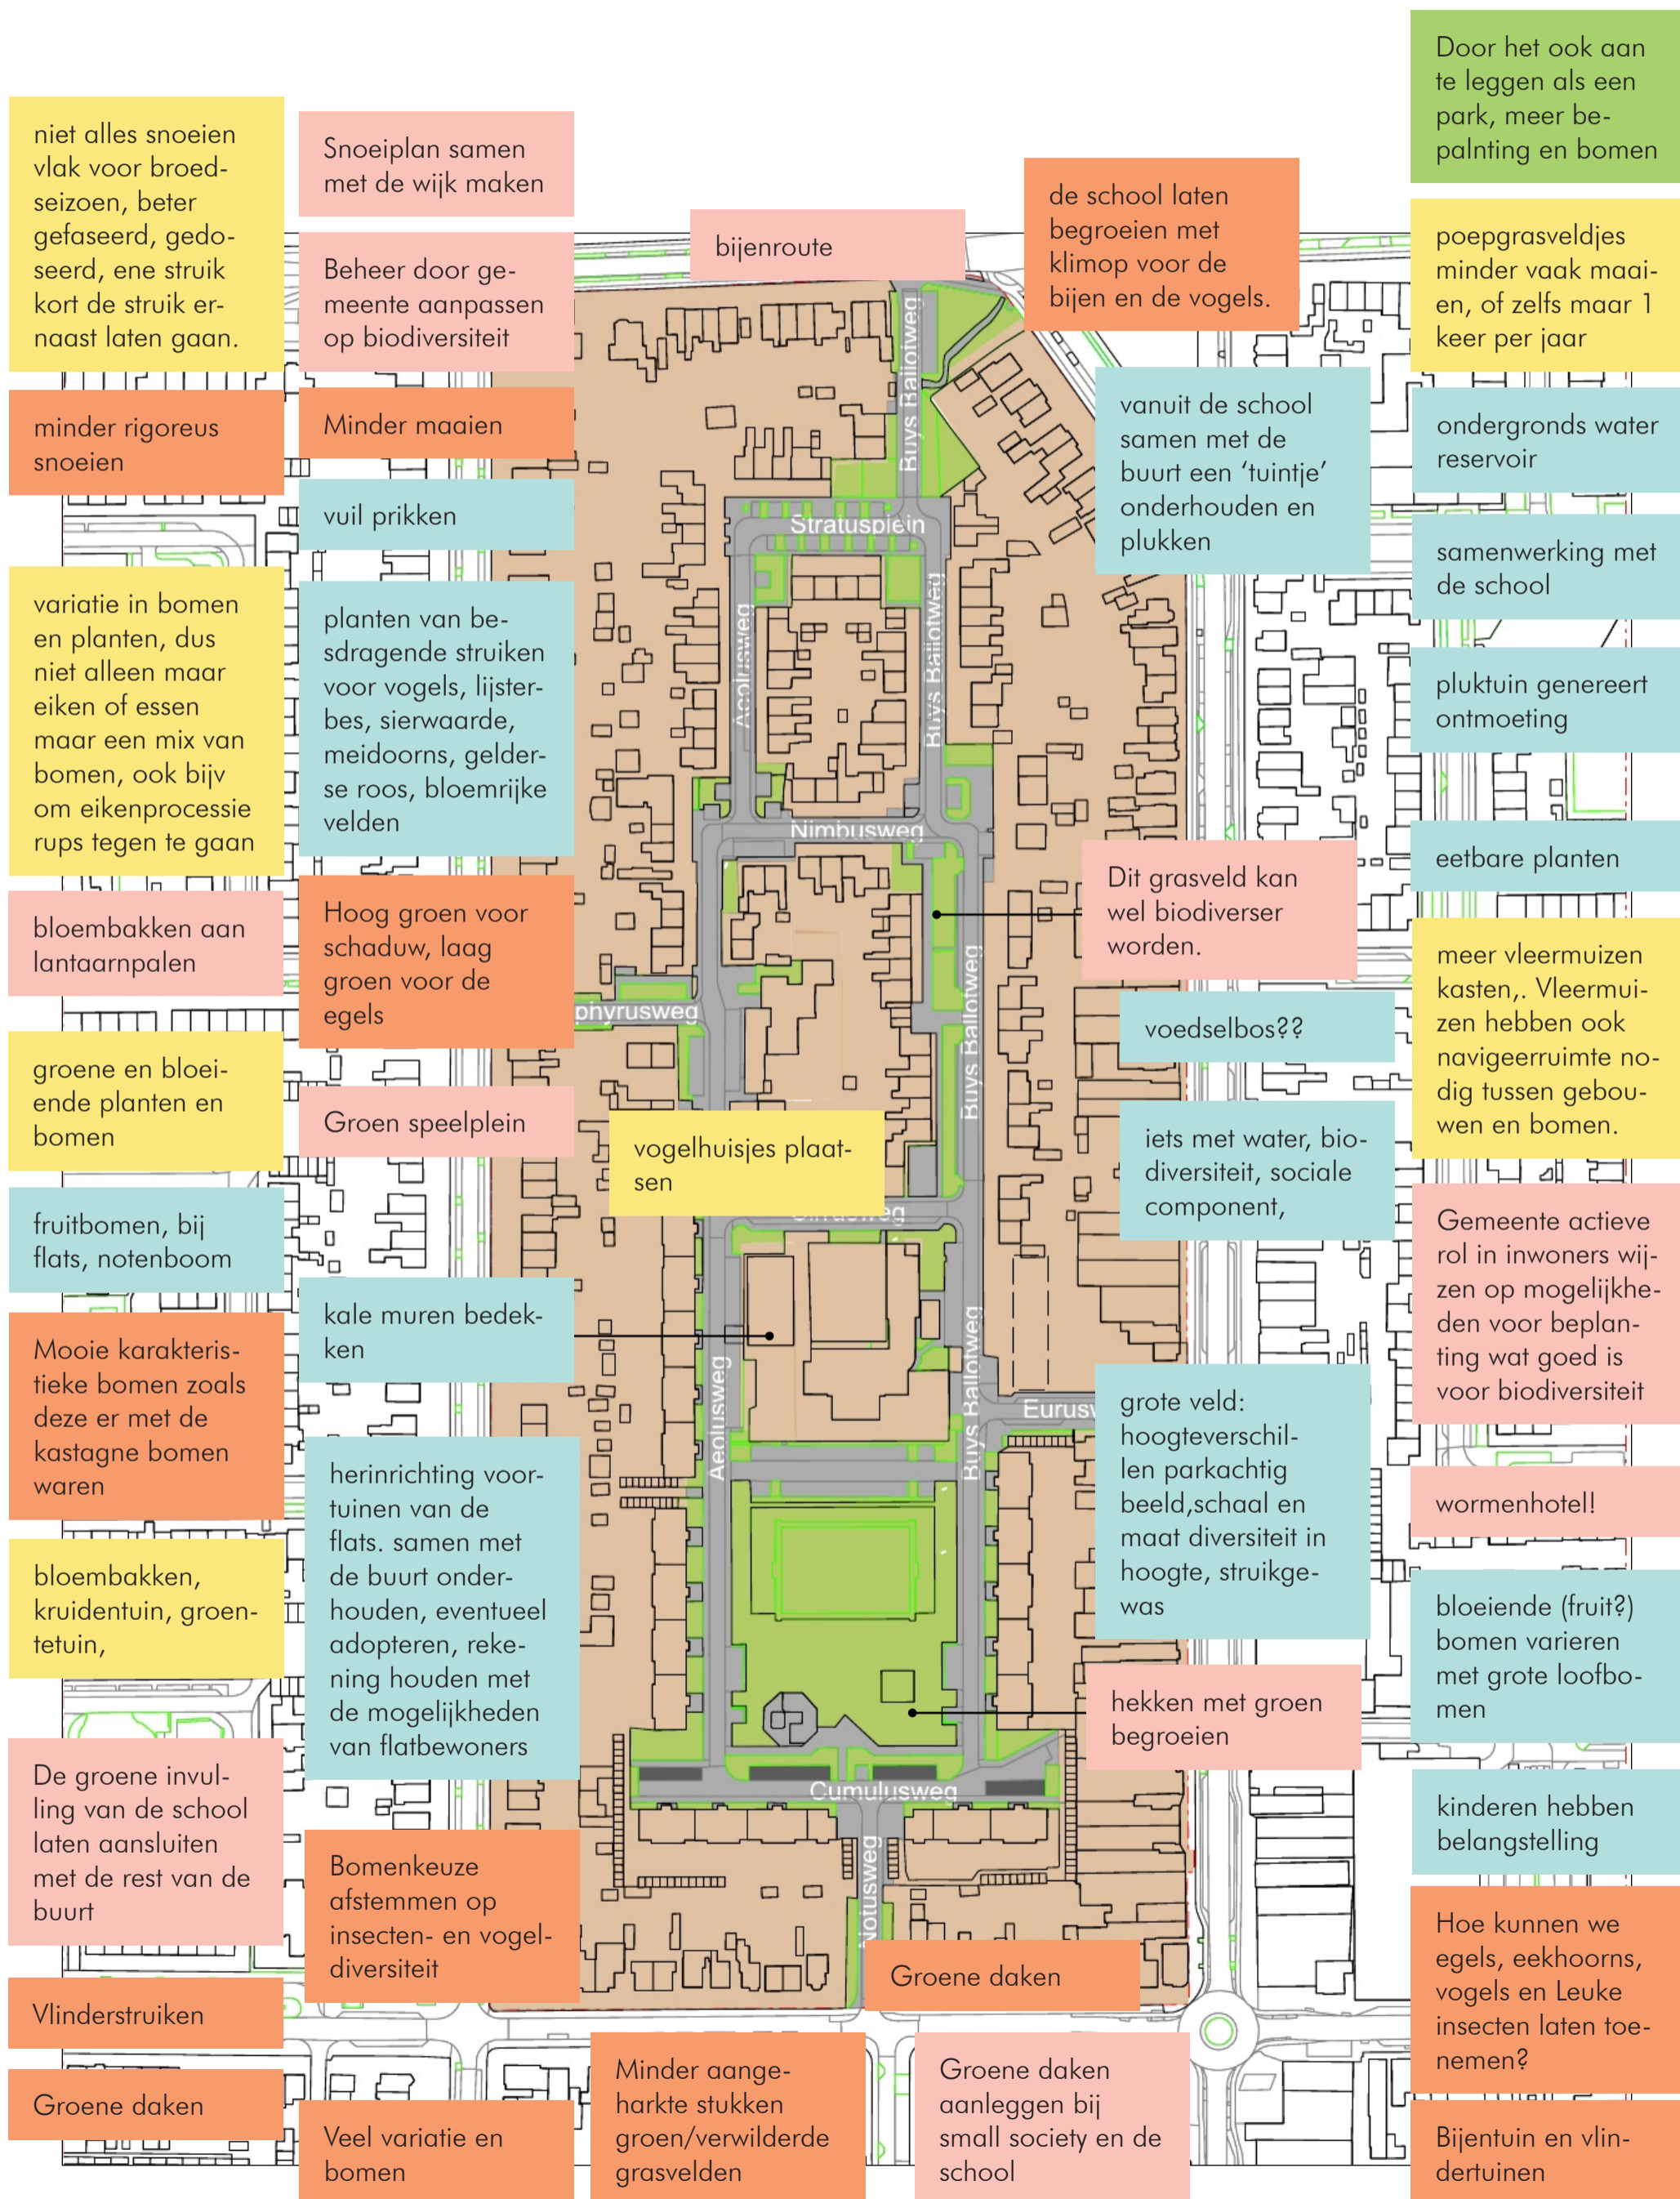 niet alles snoeien
vlak voor broed-
seizoen, beter
gefaseerd, gedo-
seerd, ene struik
kort de struik er-
naast laten gaan.
minder rigoreus
snoeien
variatie in bomen
en planten, dus
niet alleen maar
eiken of essen
maar een mix van
bomen, ook bijv
om eikenprocessie
rups tegen te gaan
bloembakken aan
lantaarnpalen
groene en bloei-
ende planten en
bomen
fruitbomen, bij
flats, notenboom
Mooie karakteris-
tieke bomen zoals
deze er met de
kastagne bomen
waren
bloembakken,
kruidentuin, groen-
tetuin,
De groene invul-
ling van de school
laten aansluiten
met de rest van de
buurt
Vlinderstruiken
Groene daken
Snoeiplan samen
met de wijk maken
Beheer door ge-
meente aanpassen
op biodiversiteit
Minder maaien
vuil prikken
planten van be-
sdragende struiken
voor vogels, lijster-
bes, sierwaarde,
meidoorns, gelder-
se roos, bloemrijke
velden
Hoog groen voor
schaduw, laag
groen voor de
egels
Groen speelplein
kale muren bedek-
ken
herinrichting voor-
tuinen van de
flats. samen met
de buurt onder-
houden, eventueel
adopteren, reke-
ning houden met
de mogelijkheden
van flatbewoners
Bomenkeuze
afstemmen op
insecten- en vogel-
diversiteit
Veel variatie en
bomen
bijenroute
Buys Ballotweg
Stratusplein
Aeolusweg
Buys Ballotweg
Nimbusweg
phyrusweg
Buys Ballotweg
vogelhuisjes plaat-
sen
Aeolusweg
Buys Ballotweg
Eurusw
Cumulusweg
Notusweg
Groene daken
Minder aange-
harkte stukken
groen/verwilderde
grasvelden
Groene daken
aanleggen bij
small society en de
school
de school laten
begroeien met
klimop voor de
bijen en de vogels.
vanuit de school
samen met de
buurt een ‘tuintje’
onderhouden en
plukken
Dit grasveld kan
wel biodiverser
worden.
voedselbos??
iets met water, bio-
diversiteit, sociale
component,
grote veld:
hoogteverschil-
len parkachtig
beeld,schaal en
maat diversiteit in
hoogte, struikge-
was
hekken met groen
begroeien
Door het ook aan
te leggen als een
park, meer be-
palnting en bomen
poepgrasveldjes
minder vaak maai-
en, of zelfs maar 1
keer per jaar
ondergronds water
reservoir
samenwerking met
de school
pluktuin genereert
ontmoeting
eetbare planten
meer vleermuizen
kasten,. Vleermui-
zen hebben ook
navigeerruimte no-
dig tussen gebou-
wen en bomen.
Gemeente actieve
rol in inwoners wij-
zen op mogelijkhe-
den voor beplan-
ting wat goed is
voor biodiversiteit
wormenhotel!
bloeiende (fruit?)
bomen varieren
met grote loofbo-
men
kinderen hebben
belangstelling
Hoe kunnen we
egels, eekhoorns,
vogels en Leuke
insecten laten toe-
nemen?
Bijentuin en vlin-
dertuinen